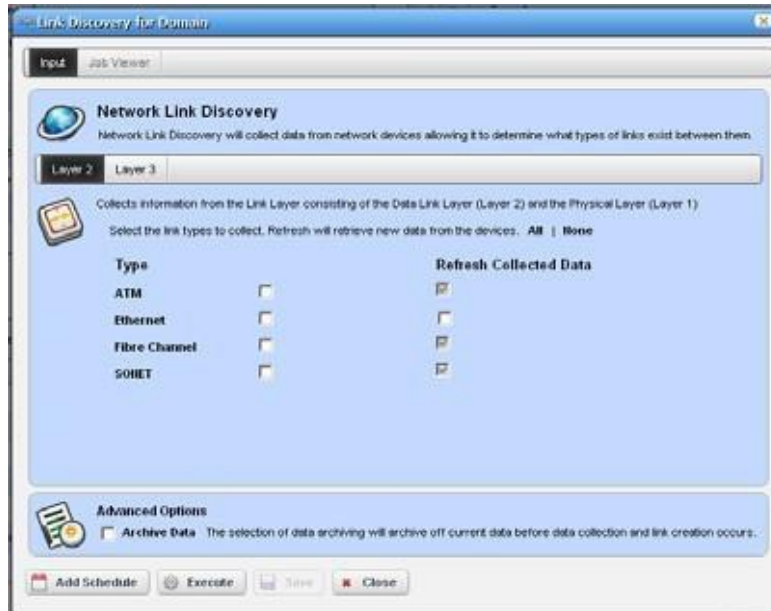 Link Discovery for Domain
Input Job Viewer
Network Link Discovery
Network Link Discovery will collect data from network devices allowing it to determine what types of links exist between them.
Layer 2 Layer 3
Collects information from the Link Layer consisting of the Data Link Layer (Layer 2) and the Physical Layer (Layer 1)
Select the link types to collect. Refresh will retrieve new data from the devices. All | None
Type Refresh Collected Data
ATM
Ethernet
Fibre Channel
SONET
Advanced Options
Archive Data The selection of data archiving will archive off current data before data collection and link creation occurs.
Add Schedule Execute Save Close